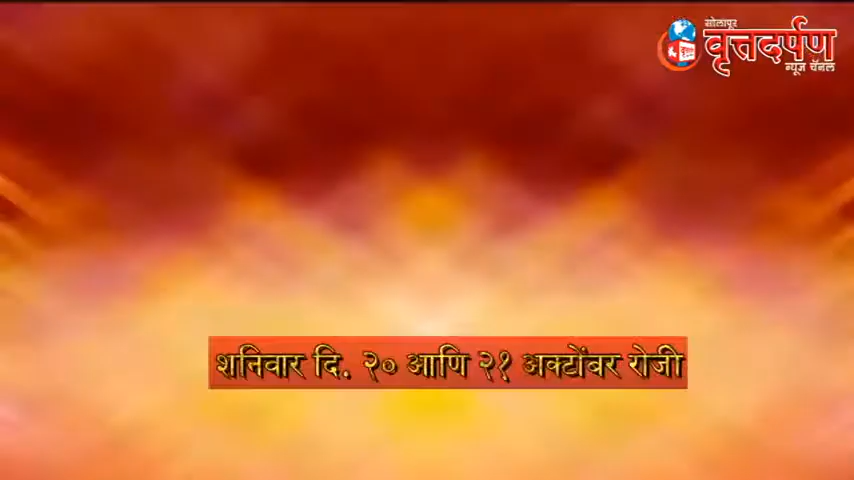 सोलापूर
वृत्तदर्पण
न्यूज चॅनल
शनिवार दि. २० आणि २१ अक्टोंबर रोजी